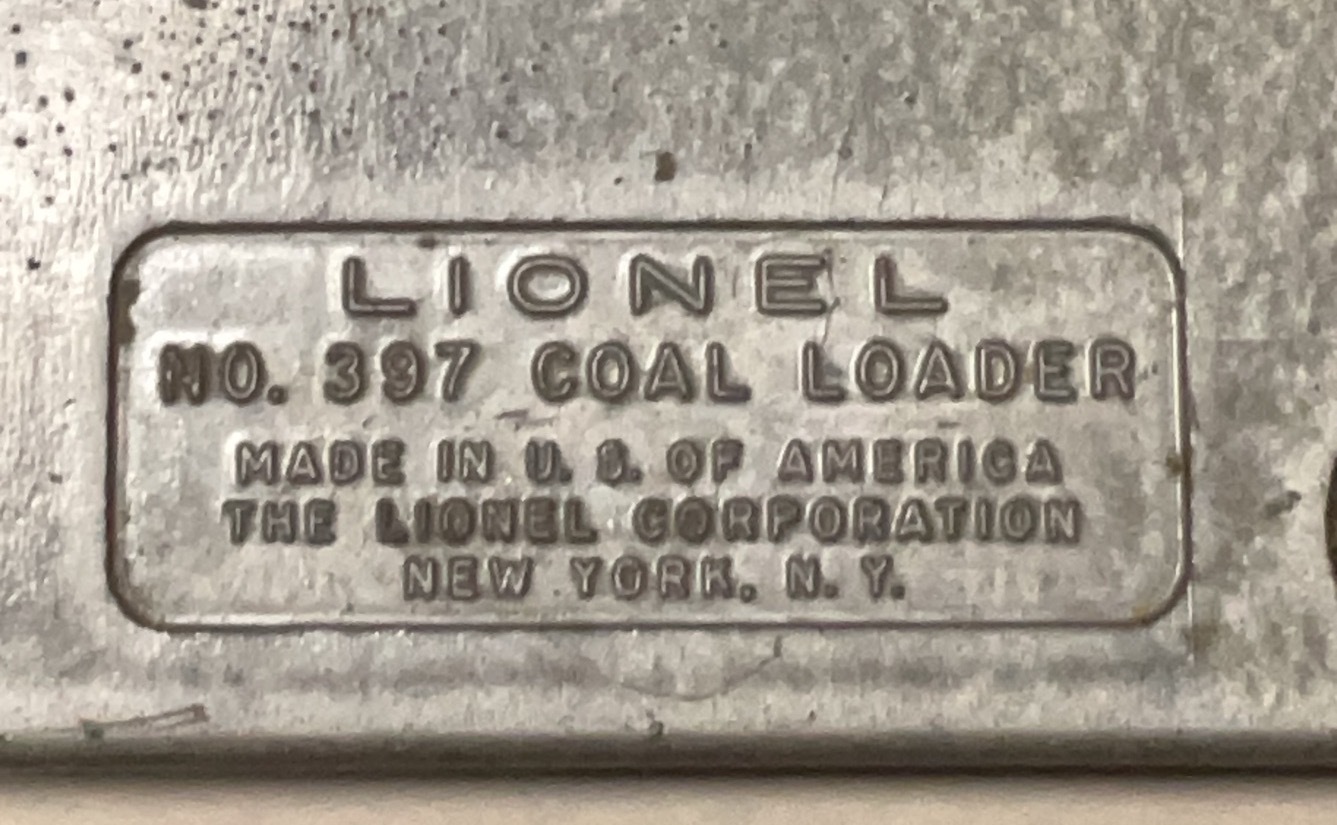 LIONEL
NO. 397 COAL LOADER
MADE IN U. S. OF AMERICA
THE LIONEL CORPORATION
NEW YORK, N. Y.